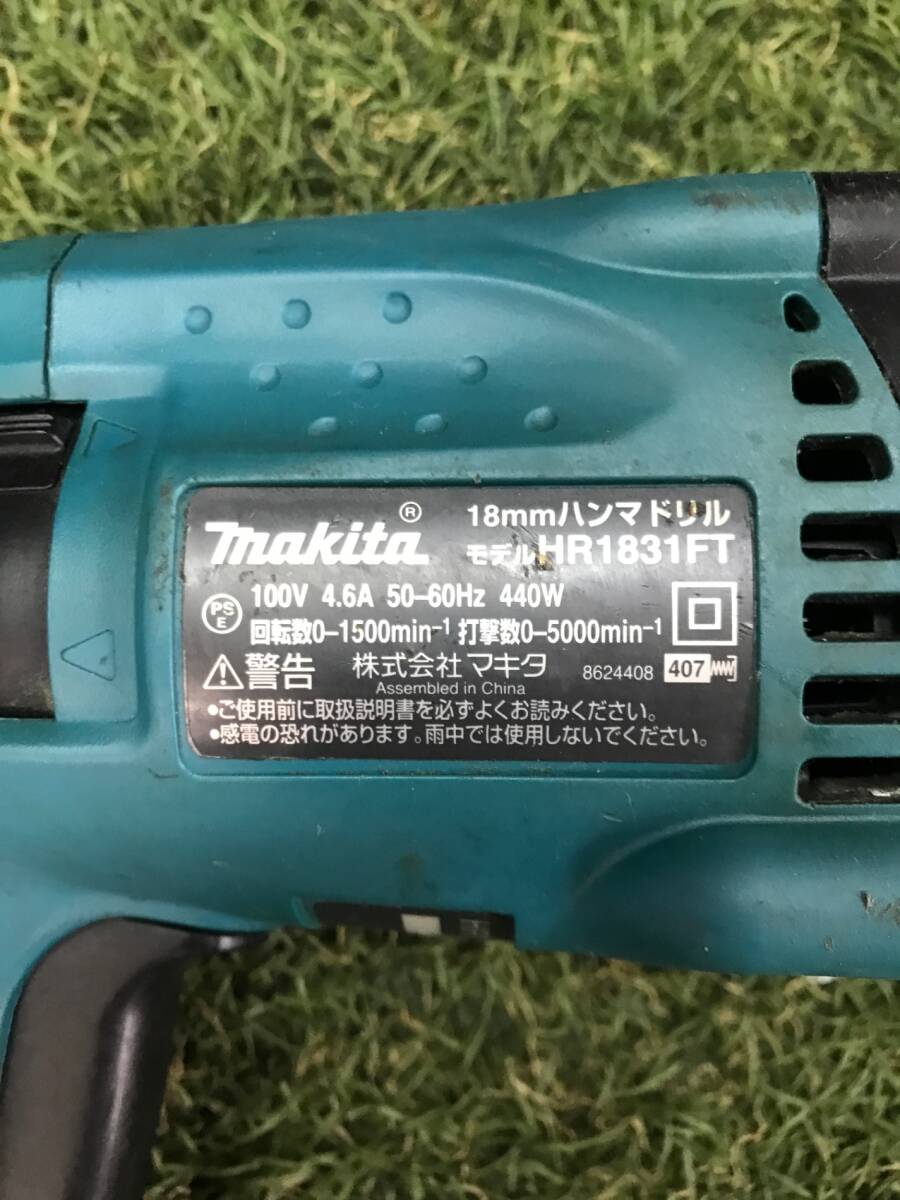 makita® 18mmハンマドリル
モデルHR1831FT
100V 4.6A 50-60Hz 440W
PS
E
回転数0-1500min-1 打撃数0-5000min-1
⚠警告 株式会社マキタ 8624408 407
Assembled in China
●ご使用前に取扱説明書を必ずよくお読みください。
●感電の恐れがあります。雨中では使用しないでください。